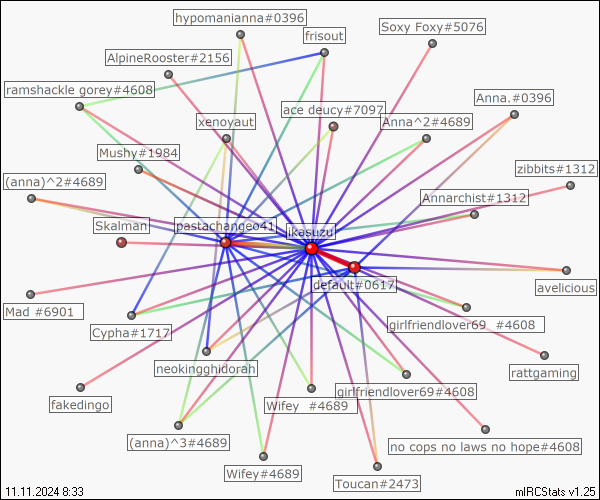 hypomanianna#0396
Soxy Foxy#5076
frisout
AlpineRooster#2156
ramshackle gorey#4608
Anna.#0396
ace deucy#7097
xenoyaut
Anna^2#4689
Mushy#1984
zibbits#1312
(anna)^2#4689
Annarchist#1312
Skalman
pastachangeo41
ikasuzu
default#0617
avelicious
Mad #6901
Cypha#1717
girlfriendlover69_ #4608
neokingghidorah
rattgaming
girlfriendlover69#4608
fakedingo
Wifey _#4689
(anna)^3#4689
no cops no laws no hope#4608
Wifey#4689
Toucan#2473
11.11.2024 8:33
mIRCStats v1.25